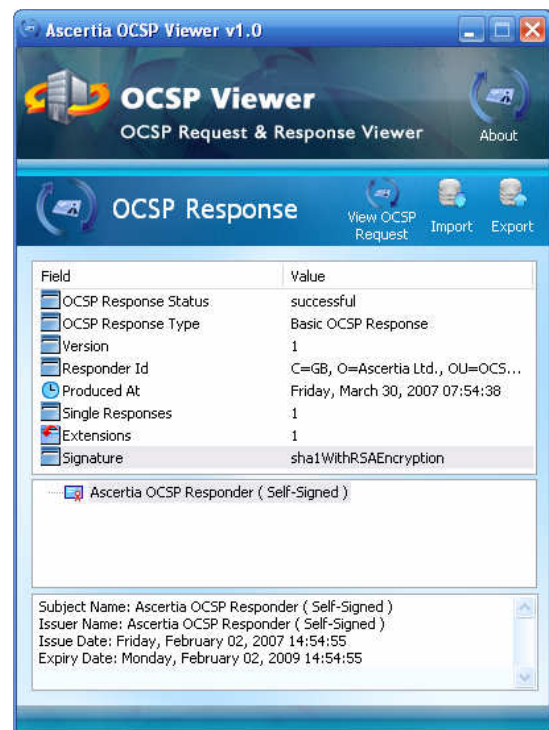 Ascertia OCSP Viewer v1.0
OCSP Viewer
OCSP Request & Response Viewer
About
OCSP Response
View OCSP
Request
Import
Export
Field Value
OCSP Response Status successful
OCSP Response Type Basic OCSP Response
Version 1
Responder Id C=GB, O=Ascertia Ltd., OU=OCS...
Produced At Friday, March 30, 2007 07:54:38
Single Responses 1
Extensions 1
Signature sha1WithRSAEncryption
Ascertia OCSP Responder ( Self-Signed )
Subject Name: Ascertia OCSP Responder ( Self-Signed )
Issuer Name: Ascertia OCSP Responder ( Self-Signed )
Issue Date: Friday, February 02, 2007 14:54:55
Expiry Date: Monday, February 02, 2009 14:54:55